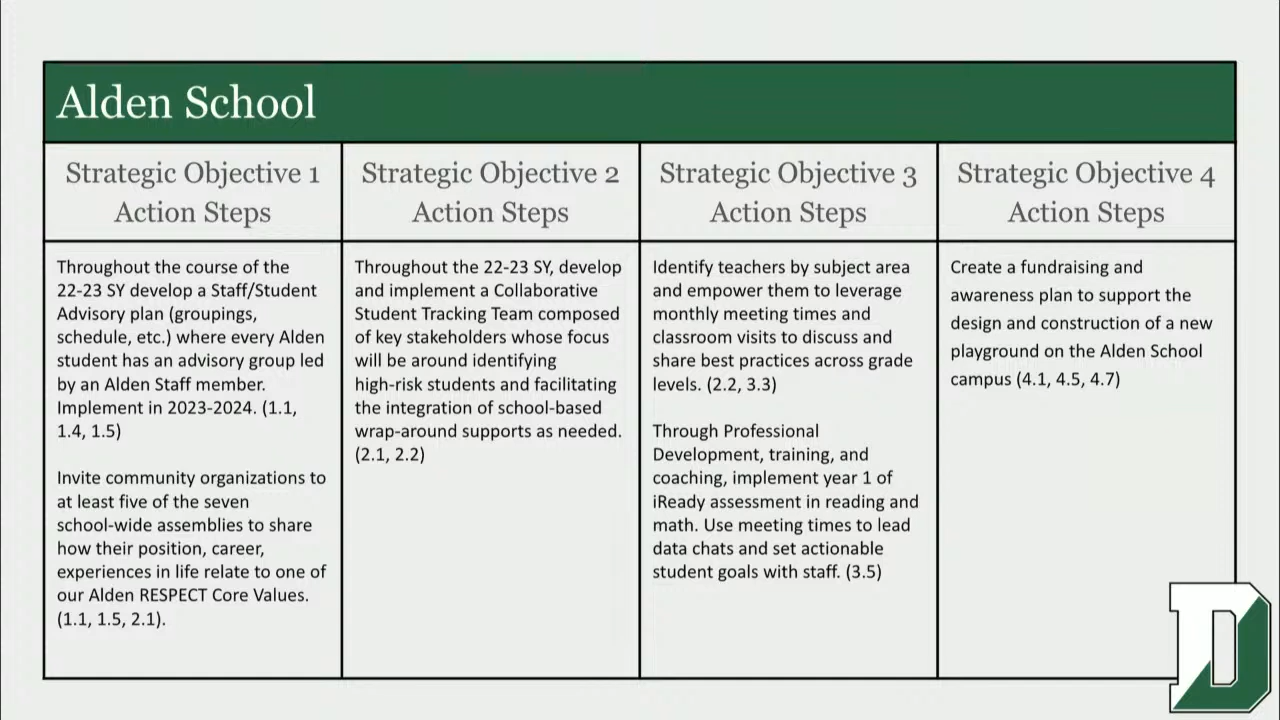 Alden School
Strategic Objective 1
Action Steps
Strategic Objective 2
Action Steps
Strategic Objective 3
Action Steps
Strategic Objective 4
Action Steps
Throughout the course of the
22-23 SY develop a Staff/Student
Advisory plan (groupings,
schedule, etc.) where every Alden
student has an advisory group led
by an Alden Staff member.
Implement in 2023-2024. (1.1,
1.4, 1.5)
Invite community organizations to
at least five of the seven
school-wide assemblies to share
how their position, career,
experiences in life relate to one of
our Alden RESPECT Core Values.
(1.1, 1.5, 2.1).
Throughout the 22-23 SY, develop
and implement a Collaborative
Student Tracking Team composed
of key stakeholders whose focus
will be around identifying
high-risk students and facilitating
the integration of school-based
wrap-around supports as needed.
(2.1, 2.2)
Identify teachers by subject area
and empower them to leverage
monthly meeting times and
classroom visits to discuss and
share best practices across grade
levels. (2.2, 3.3)
Through Professional
Development, training, and
coaching, implement year 1 of
iReady assessment in reading and
math. Use meeting times to lead
data chats and set actionable
student goals with staff. (3.5)
Create a fundraising and
awareness plan to support the
design and construction of a new
playground on the Alden School
campus (4.1, 4.5, 4.7)
D